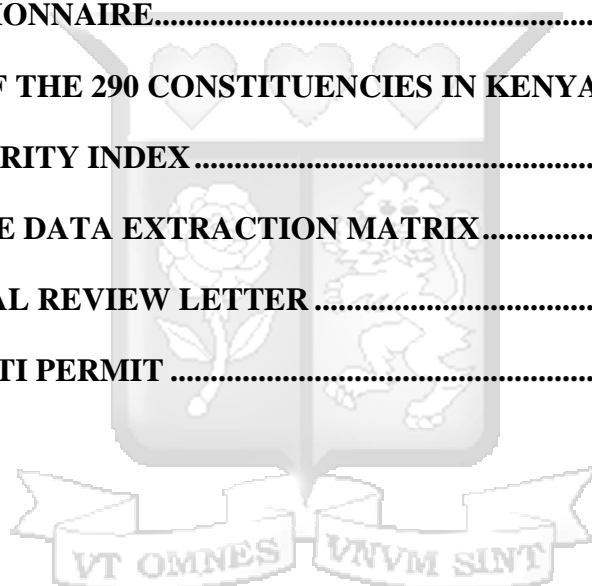 IONNAIRE............................................................
F THE 290 CONSTITUENCIES IN KENYA
RITY INDEX.......................................................
E DATA EXTRACTION MATRIX...............
AL REVIEW LETTER.....................................
TI PERMIT..........................................................
VT OMNES VNVM SINT